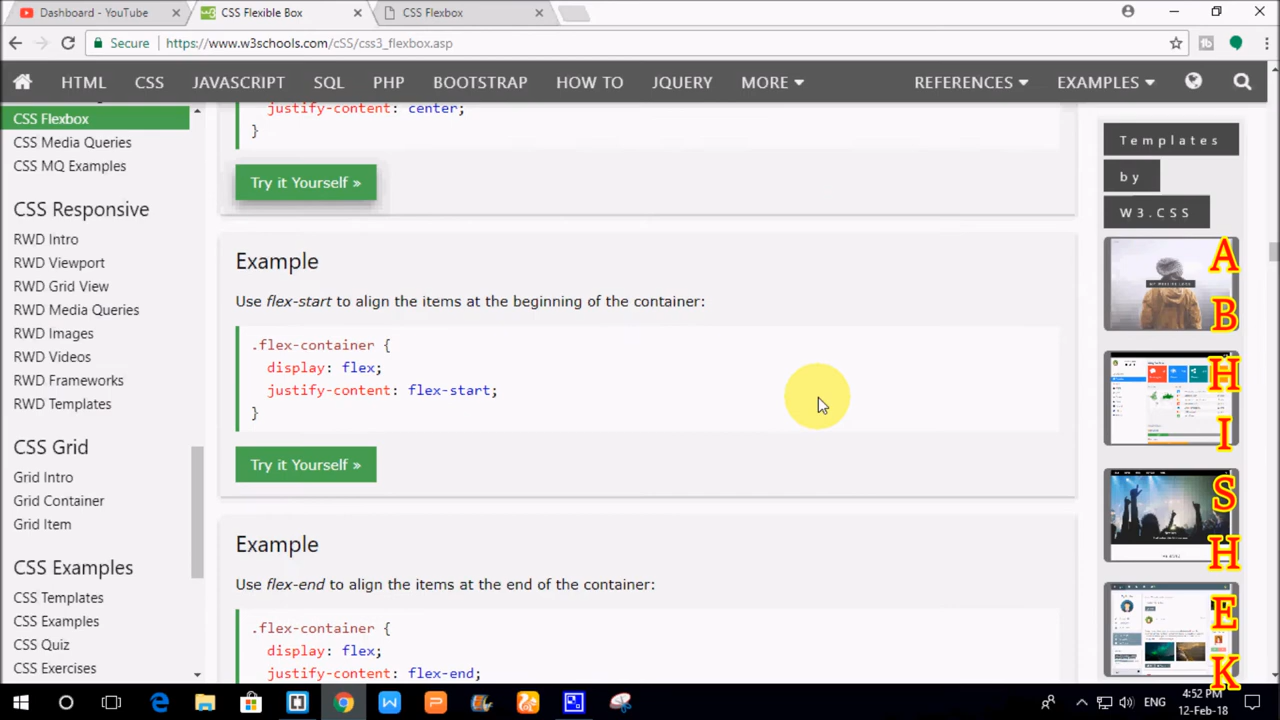 Dashboard - YouTube
CSS Flexible Box
CSS Flexbox
Secure
https://www.w3schools.com/cSS/css3_flexbox.asp
HTML
CSS
JAVASCRIPT
SQL
PHP
BOOTSTRAP
HOW TO
JQUERY
MORE
REFERENCES
EXAMPLES
CSS Flexbox
CSS Media Queries
CSS MQ Examples
CSS Responsive
RWD Intro
RWD Viewport
RWD Grid View
RWD Media Queries
RWD Images
RWD Videos
RWD Frameworks
RWD Templates
CSS Grid
Grid Intro
Grid Container
Grid Item
CSS Examples
CSS Templates
CSS Examples
CSS Quiz
CSS Exercises
justify-content: center;
}
Try it Yourself »
Example
Use flex-start to align the items at the beginning of the container:
.flex-container {
display: flex;
justify-content: flex-start;
}
Try it Yourself »
Example
Use flex-end to align the items at the end of the container:
.flex-container {
display: flex;
justify-content: flex-end;
Templates
by
W3.CSS
A
B
H
I
S
H
E
K
ENG
4:52 PM
12-Feb-18